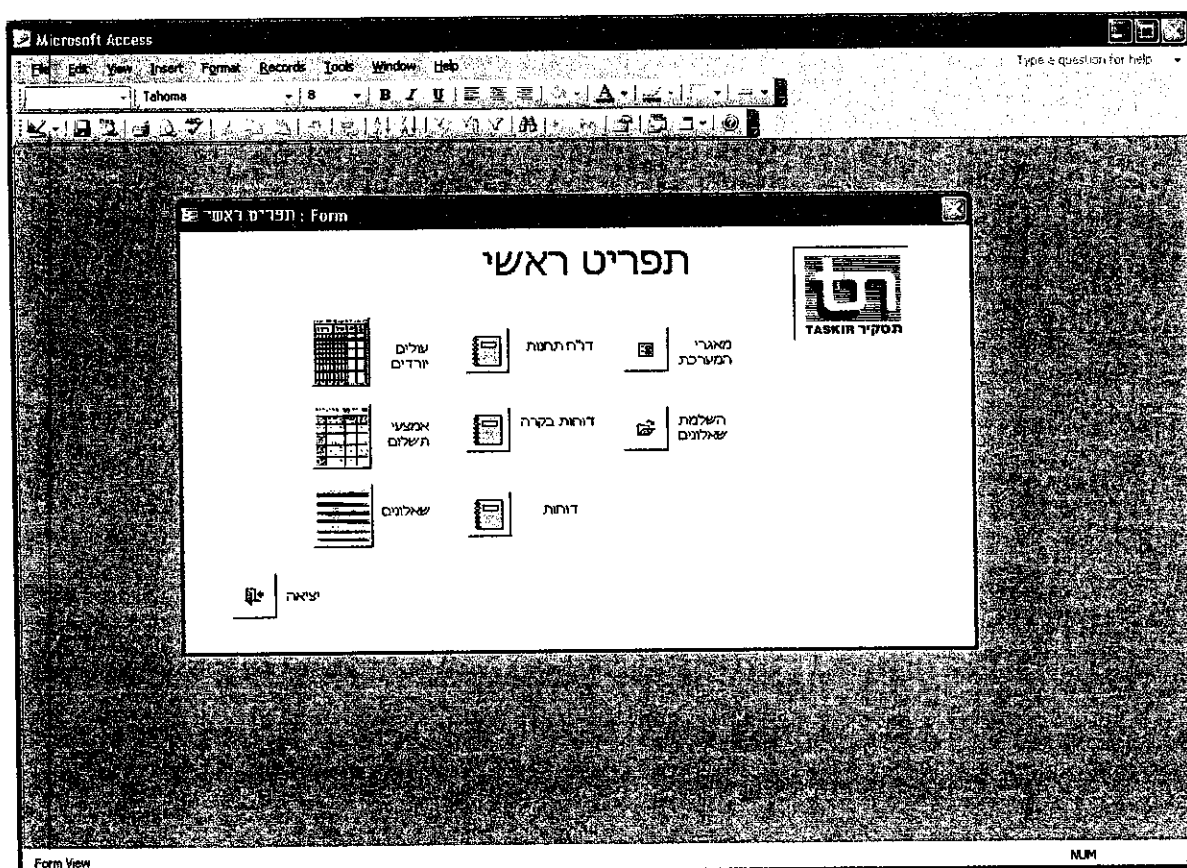 Microsoft Access
File Edit View Insert Format Records Tools Window Help
Type a question for help
Tahoma 8 B I U A
תפריט ראשי : Form
תפריט ראשי
TASKIR תסקיר
מאגרי המערכת
דו"ח תחנות
עולים יורדים
השלמת שאלונים
דוחות בקרה
אמצעי תשלום
דוחות
שאלונים
יציאה
Form View
NUM